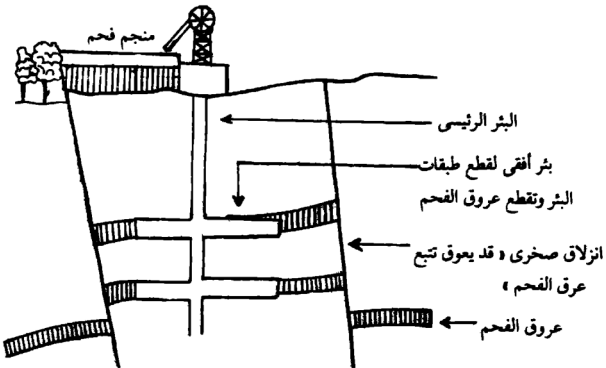 منجم فحم
البئر الرئيسى
بئر أفقى لقطع طبقات
البئر وتقطع عروق الفحم
انزلاق صخرى « قد يعوق تتبع
عرق الفحم »
عروق الفحم